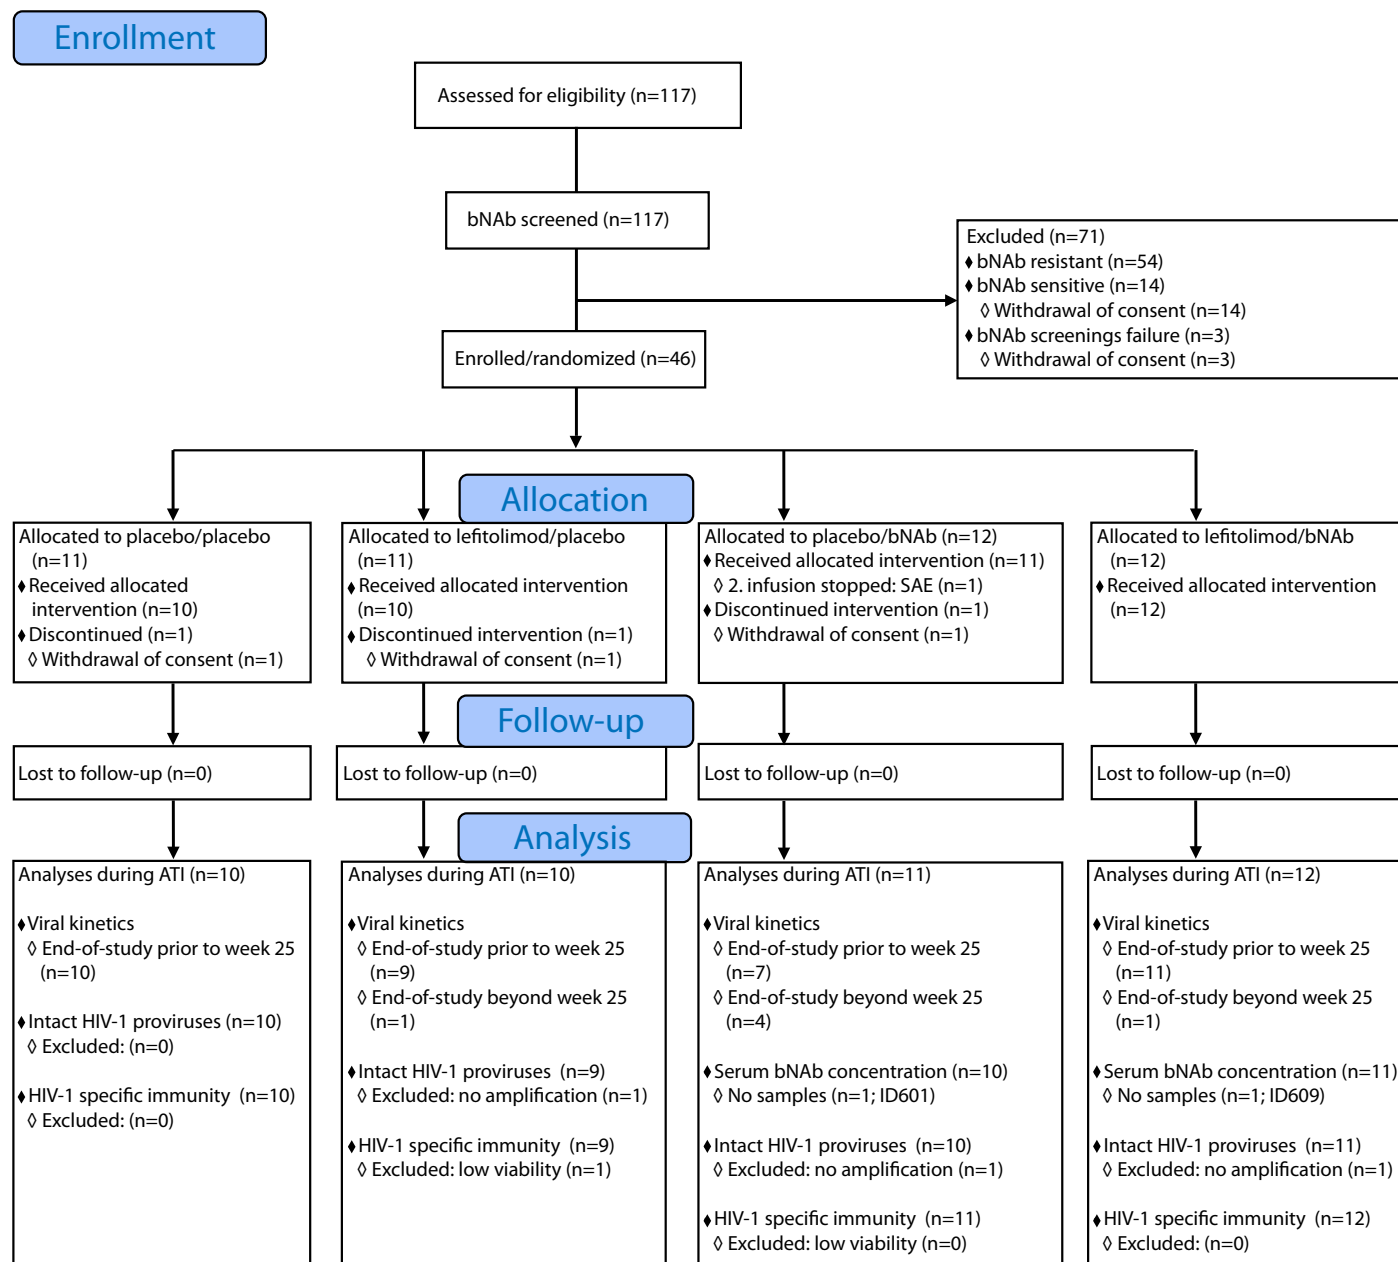 Enrollment
Assessed for eligibility (n=117)
bNAb screened (n=117)
Excluded (n=71)
♦ bNAb resistant (n=54)
♦ bNAb sensitive (n=14)
◊ Withdrawal of consent (n=14)
♦ bNAb screenings failure (n=3)
◊ Withdrawal of consent (n=3)
Enrolled/randomized (n=46)
Allocation
Allocated to placebo/placebo
(n=11)
♦ Received allocated
intervention (n=10)
♦ Discontinued (n=1)
◊ Withdrawal of consent (n=1)
Allocated to lefitolimod/placebo
(n=11)
♦ Received allocated intervention
(n=10)
♦ Discontinued intervention (n=1)
◊ Withdrawal of consent (n=1)
Allocated to placebo/bNAb (n=12)
♦ Received allocated intervention (n=11)
◊ 2. infusion stopped: SAE (n=1)
♦ Discontinued intervention (n=1)
◊ Withdrawal of consent (n=1)
Allocated to lefitolimod/bNAb
(n=12)
♦ Received allocated intervention
(n=12)
Follow-up
Lost to follow-up (n=0)
Lost to follow-up (n=0)
Lost to follow-up (n=0)
Lost to follow-up (n=0)
Analysis
Analyses during ATI (n=10)
♦ Viral kinetics
◊ End-of-study prior to week 25
(n=10)
♦ Intact HIV-1 proviruses (n=10)
◊ Excluded: (n=0)
♦ HIV-1 specific immunity (n=10)
◊ Excluded: (n=0)
Analyses during ATI (n=10)
♦ Viral kinetics
◊ End-of-study prior to week 25
(n=9)
◊ End-of-study beyond week 25
(n=1)
♦ Intact HIV-1 proviruses (n=9)
◊ Excluded: no amplification (n=1)
♦ HIV-1 specific immunity (n=9)
◊ Excluded: low viability (n=1)
Analyses during ATI (n=11)
♦ Viral kinetics
◊ End-of-study prior to week 25
(n=7)
◊ End-of-study beyond week 25
(n=4)
♦ Serum bNAb concentration (n=10)
◊ No samples (n=1; ID601)
♦ Intact HIV-1 proviruses (n=10)
◊ Excluded: no amplification (n=1)
♦ HIV-1 specific immunity (n=11)
◊ Excluded: low viability (n=0)
Analyses during ATI (n=12)
♦ Viral kinetics
◊ End-of-study prior to week 25
(n=11)
◊ End-of-study beyond week 25
(n=1)
♦ Serum bNAb concentration (n=11)
◊ No samples (n=1; ID609)
♦ Intact HIV-1 proviruses (n=11)
◊ Excluded: no amplification (n=1)
♦ HIV-1 specific immunity (n=12)
◊ Excluded: (n=0)